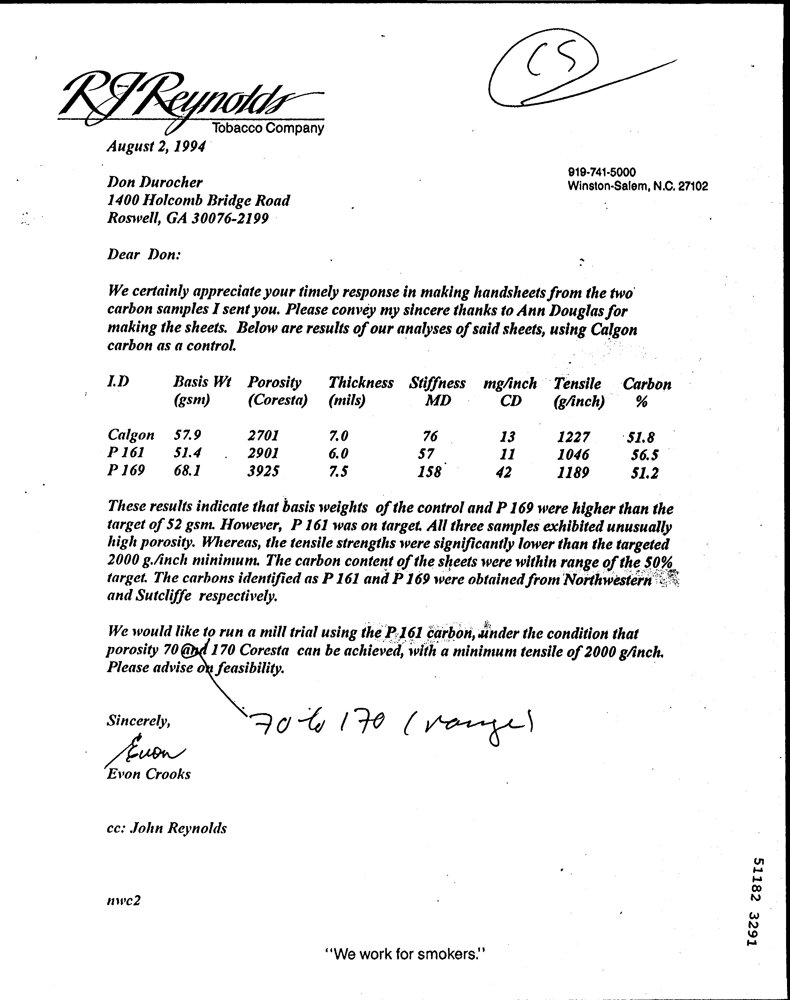 CS
RJReynolds
Tobacco Company
August 2, 1994
919-741-5000
Winston-Salem, N.C. 27102
Don Durocher
1400 Holcomb Bridge Road
Roswell, GA 30076-2199
Dear Don:
We certainly appreciate your timely response in making handsheets from the two
carbon samples I sent you. Please convey my sincere thanks to Ann Douglas for
making the sheets. Below are results of our analyses of said sheets, using Calgon
carbon as a control.
I.D Basis Wt Porosity Thickness Stiffness mg/inch Tensile Carbon
(gsm) (Coresta) (mils) MD CD (g/inch) %
Calgon 57.9 2701 7.0 76 13 1227 51.8
P 161 51.4 2901 6.0 57 11 1046 56.5
P 169 68.1 3925 7.5 158 42 1189 51.2
These results indicate that basis weights of the control and P 169 were higher than the
target of 52 gsm. However, P 161 was on target. All three samples exhibited unusually
high porosity. Whereas, the tensile strengths were significantly lower than the targeted
2000 g./inch minimum. The carbon content of the sheets were within range of the 50%
target. The carbons identified as P 161 and P 169 were obtained from Northwestern
and Sutcliffe respectively.
We would like to run a mill trial using the P 161 carbon, under the condition that
porosity 70 and 170 Coresta can be achieved, with a minimum tensile of 2000 g/inch.
Please advise on feasibility.
70 to 170 (range)
Sincerely,
Evon
Evon Crooks
cc: John Reynolds
nwc2
51182 3291
"We work for smokers."